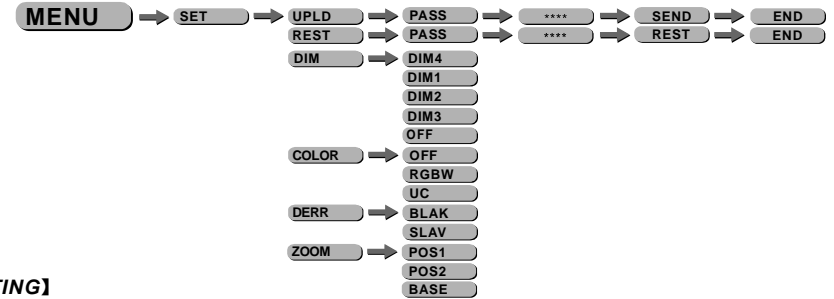 MENU SET UPLD PASS **** SEND END
REST PASS **** REST END
DIM DIM4
DIM1
DIM2
DIM3
OFF
COLOR OFF
RGBW
UC
DERR BLAK
SLAV
ZOOM POS1
POS2
BASE
TING】